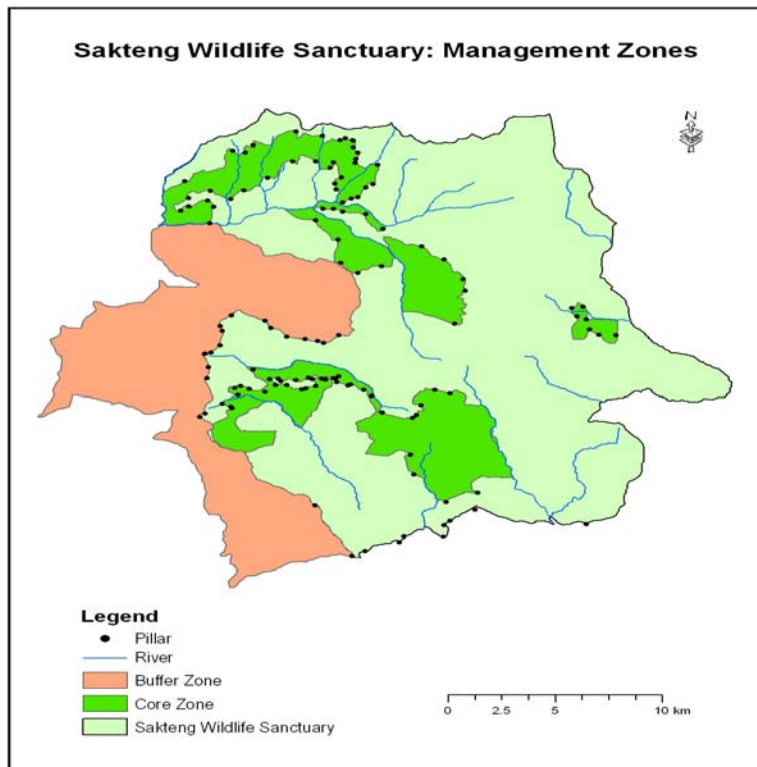 Sakteng Wildlife Sanctuary: Management Zones
N
Legend
Pillar
River
Buffer Zone
Core Zone
Sakteng Wildlife Sanctuary
0 2.5 5 10 km